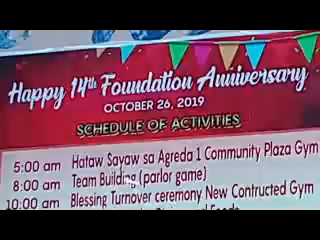 Happy 14th Foundation Anniversary
OCTOBER 26, 2019
SCHEDULE OF ACTIVITIES
5:00 am Hataw Sayaw sa Agreda 1 Community Plaza Gym
8:00 am Team Building (parlor game)
10:00 am Blessing Turnover ceremony New Contructed Gym